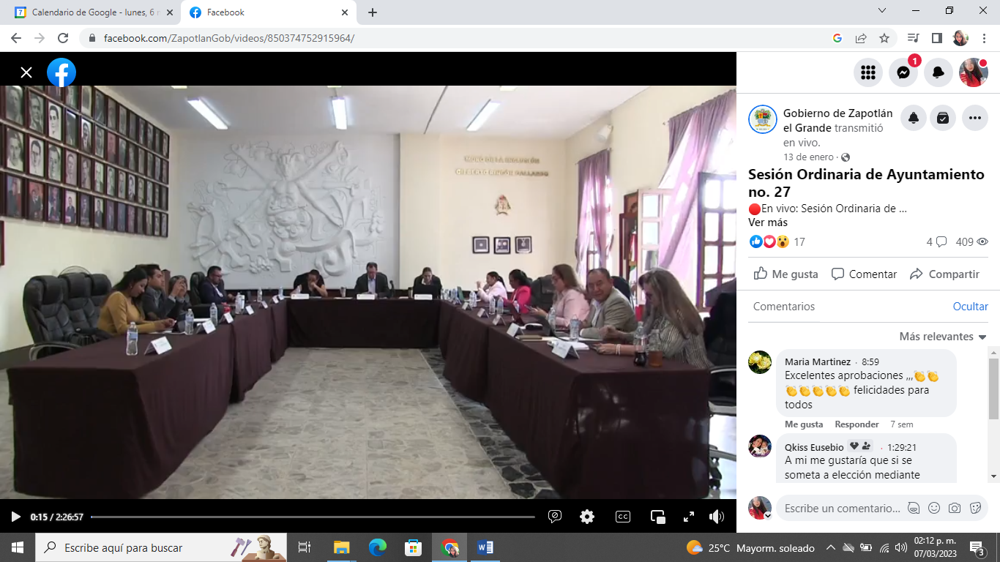 Calendario de Google - lunes, 6 m
Facebook
facebook.com/ZapotlanGob/videos/850374752915964/
1
Gobierno de Zapotlán
el Grande transmitió
en vivo.
13 de enero ·
Sesión Ordinaria de Ayuntamiento
no. 27
🔴En vivo: Sesión Ordinaria de ...
Ver más
17
4
409
Me gusta
Comentar
Compartir
Comentarios
Ocultar
Más relevantes
Maria Martinez · 8:59
Excelentes aprobaciones ,,,👏👏
👏👏👏👏👏 felicidades para
todos
Me gusta Responder 7 sem
Qkiss Eusebio · 1:29:21
A mi me gustaría que si se
someta a elección mediante
Escribe un comentario...
GILBERTO RINCÓN GALLARDO
0:15 / 2:26:57
CC
Escribe aquí para buscar
25°C Mayorm. soleado
02:12 p. m.
07/03/2023
3